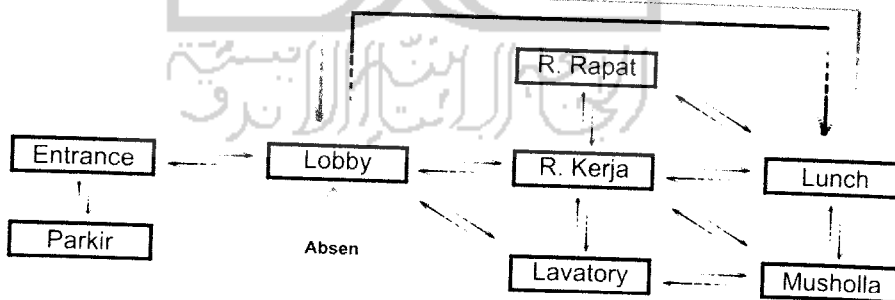 R. Rapat
Entrance
Lobby
R. Kerja
Lunch
Parkir
Absen
Lavatory
Musholla